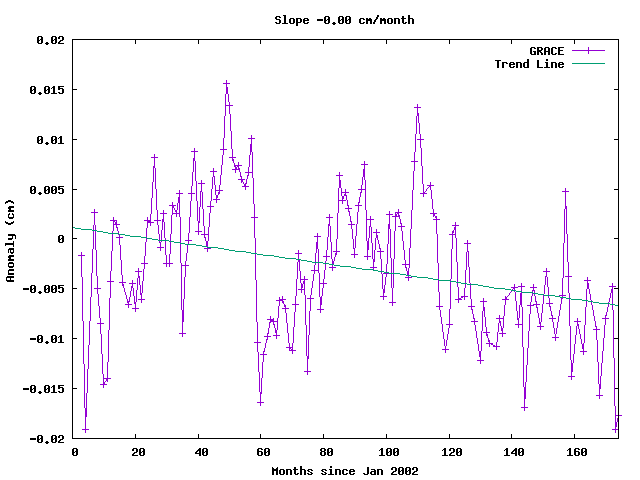 Slope -0.00 cm/month
GRACE
Trend Line
0.02
0.015
0.01
0.005
0
-0.005
-0.01
-0.015
-0.02
Anomaly (cm)
0 20 40 60 80 100 120 140 160
Months since Jan 2002